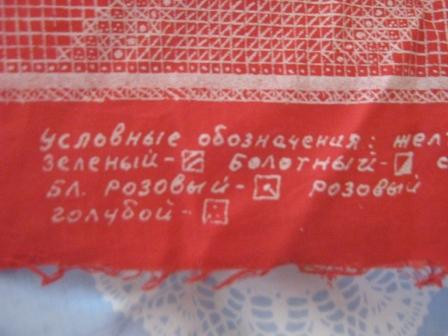 условные обозначения: жел
зеленый- болотный- с
бл. розовый- розовый
голубой-